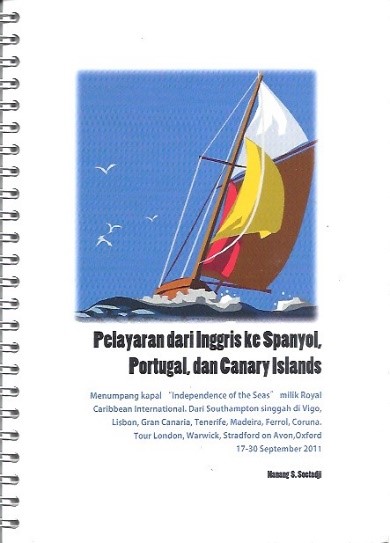 Pelayaran dari Inggris ke Spanyol,
Portugal, dan Canary Islands
Menumpang kapal “Independence of the Seas” milik Royal
Caribbean International. Dari Southampton singgah di Vigo,
Lisbon, Gran Canaria, Tenerife, Madeira, Ferrol, Coruna.
Tour London, Warwick, Stradford on Avon,Oxford
17-30 September 2011
Nanang S. Soetadji